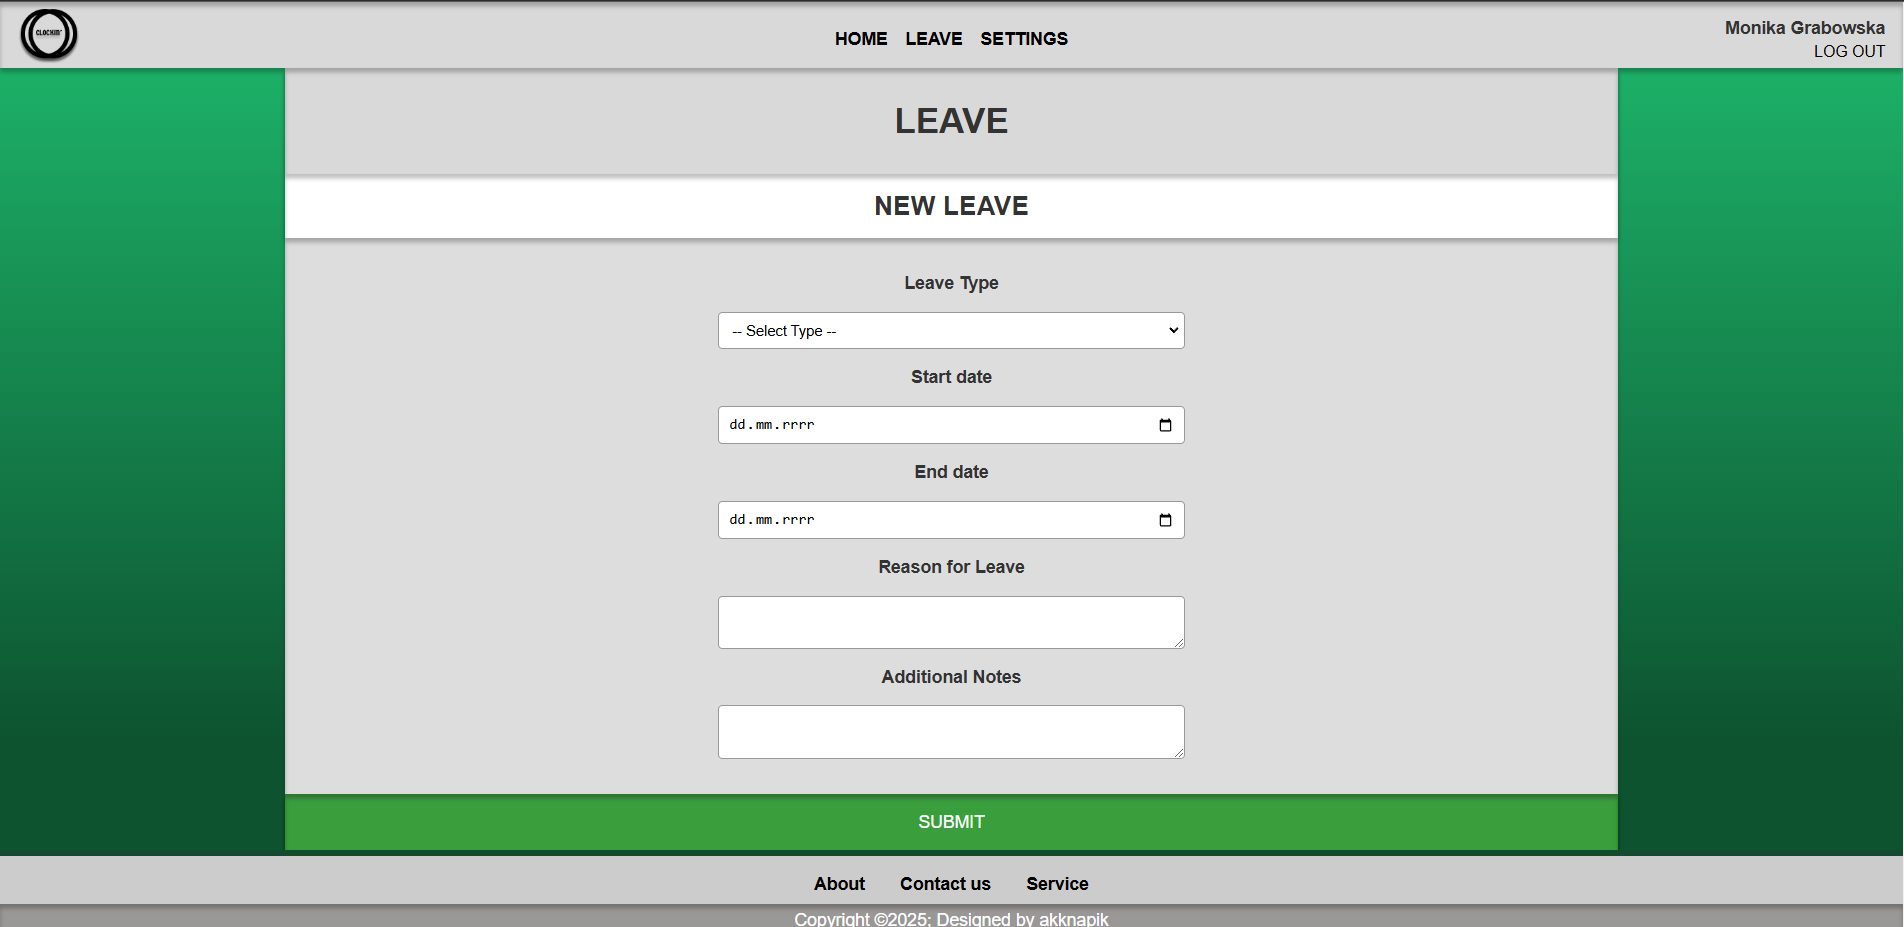 CLOCKIN'
HOME LEAVE SETTINGS
Monika Grabowska
LOG OUT
LEAVE
NEW LEAVE
Leave Type
-- Select Type --
Start date
dd.mm.rrrr
End date
dd.mm.rrrr
Reason for Leave
Additional Notes
SUBMIT
About Contact us Service
Copyright ©2025; Designed by akknapik